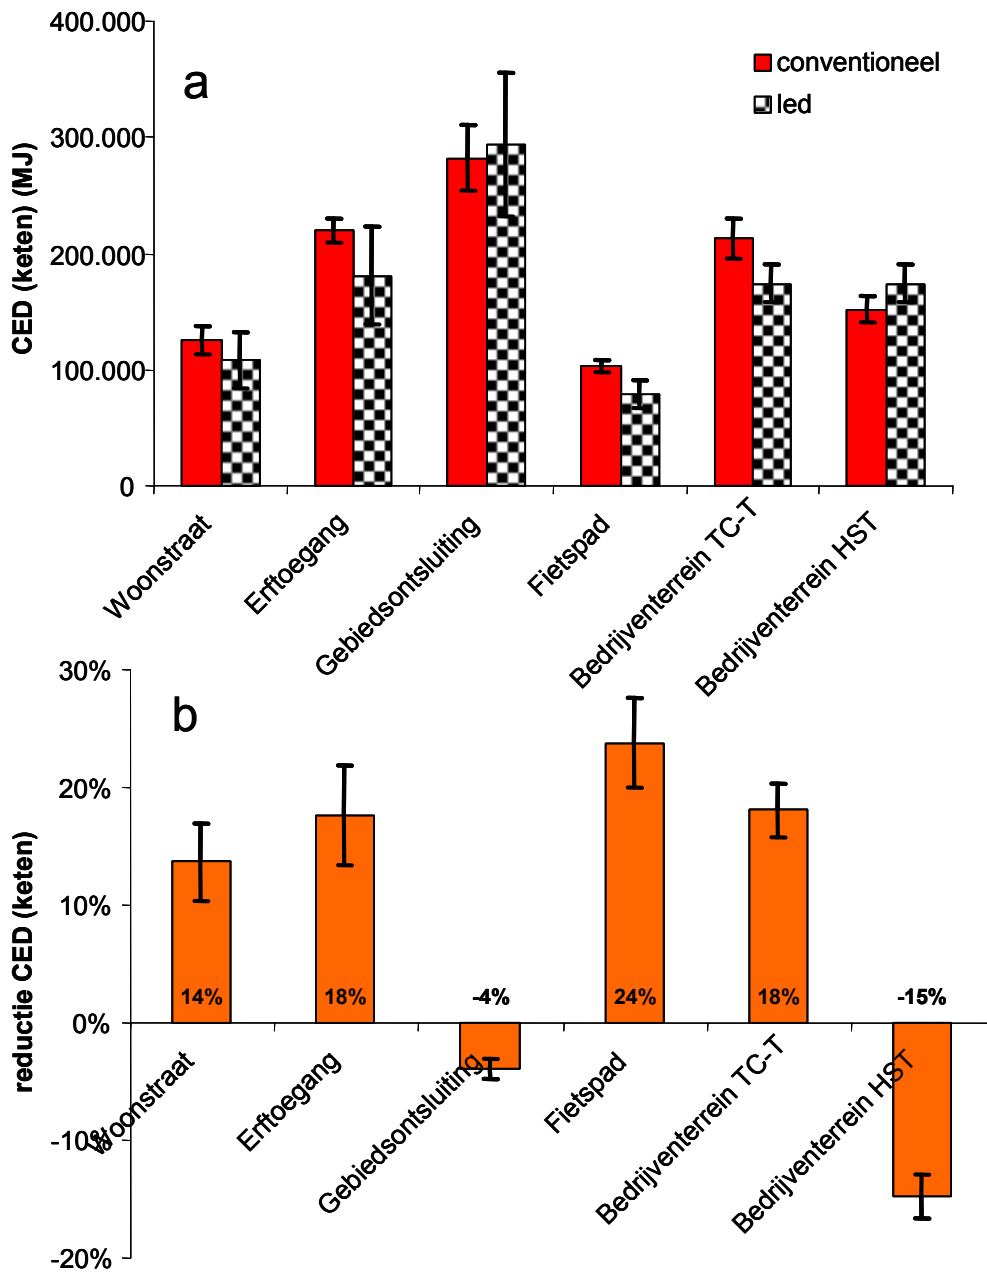 400.000
300.000
200.000
100.000
0
CED (keten) (MJ)
a
conventioneel
led
Woonstraat
Erftoegang
Gebiedsontsluiting
Fietspad
Bedrijventerrein TC-T
Bedrijventerrein HST
30%
20%
10%
0%
-10%
-20%
reductie CED (keten)
b
14%
18%
-4%
24%
18%
-15%
Woonstraat
Erftoegang
Gebiedsontsluiting
Fietspad
Bedrijventerrein TC-T
Bedrijventerrein HST